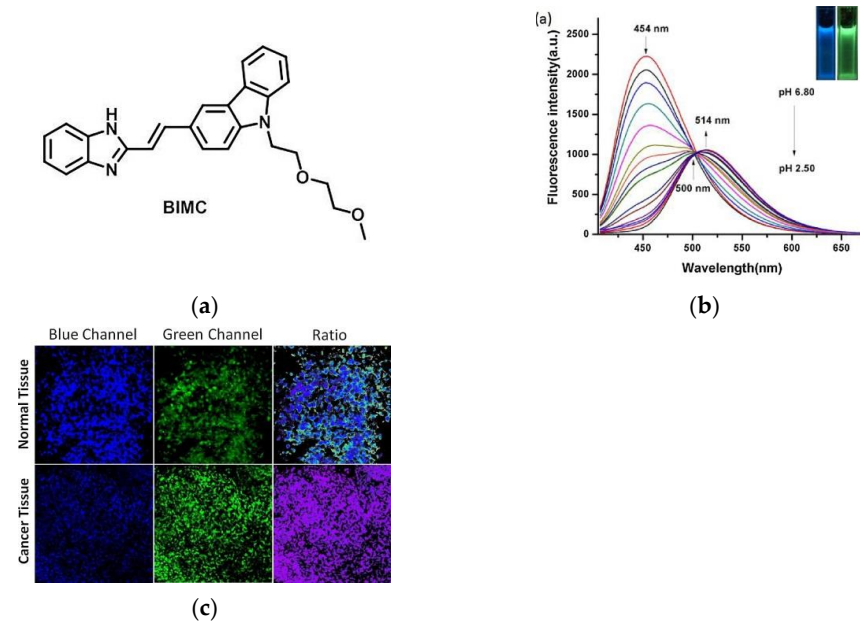 H
N
N
N
O
O
BIMC
(a)
(a)
454 nm
514 nm
500 nm
pH 6.80
pH 2.50
Fluorescence intensity(a.u.)
2500
2000
1500
1000
500
0
450 500 550 600 650
Wavelength(nm)
(b)
Blue Channel Green Channel Ratio
Normal Tissue
Cancer Tissue
(c)